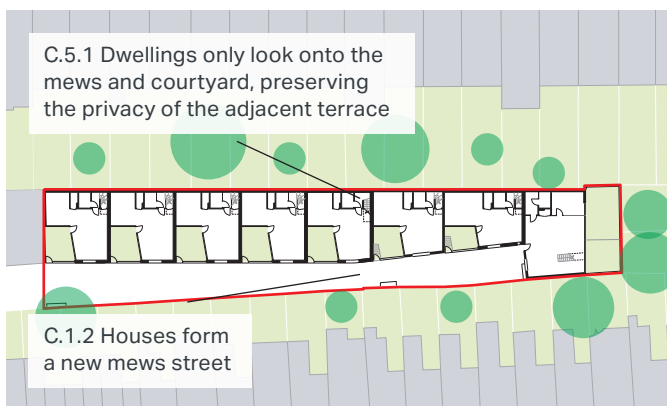 C.5.1 Dwellings only look onto the
mews and courtyard, preserving
the privacy of the adjacent terrace
C.1.2 Houses form
a new mews street